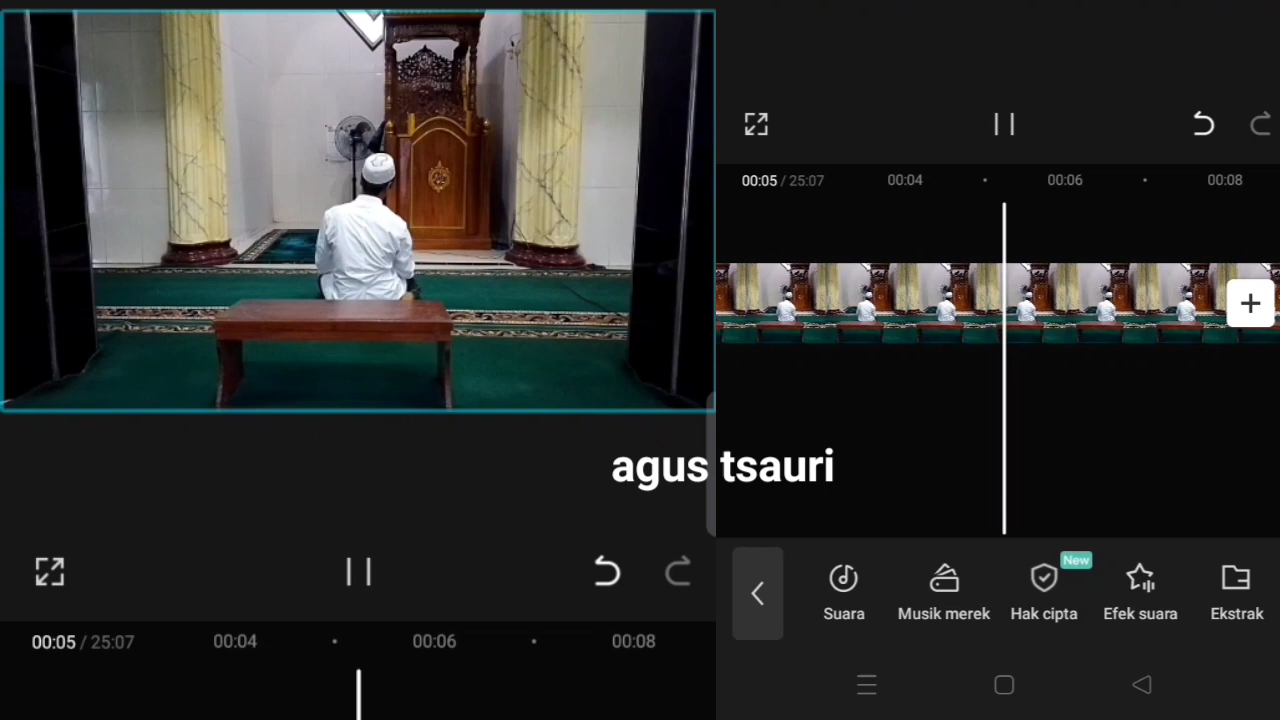 00:05 / 25:07 00:04 00:06 00:08
agus tsauri
New
Suara Musik merek Hak cipta Efek suara Ekstrak
00:05 / 25:07 00:04 00:06 00:08